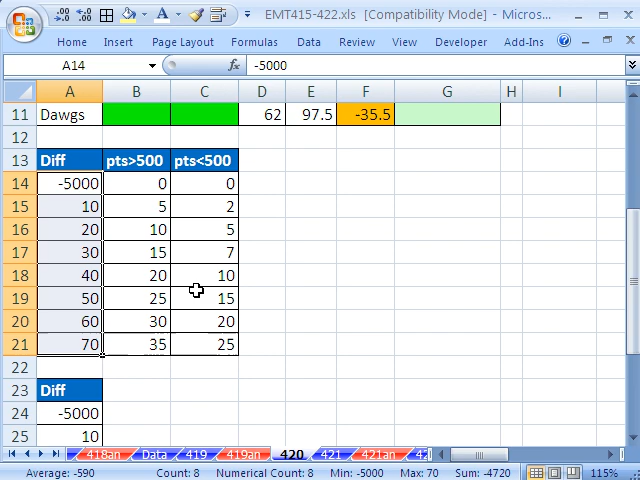 EMT415-422.xls [Compatibility Mode] - Micros...
Home Insert Page Layout Formulas Data Review View Developer Add-Ins
A14 fx -5000
A B C D E F G H I
11 Dawgs 62 97.5 -35.5
12
13 Diff pts>500 pts<500
14 -5000 0 0
15 10 5 2
16 20 10 5
17 30 15 7
18 40 20 10
19 50 25 15
20 60 30 20
21 70 35 25
22
23 Diff
24 -5000
25 10
418an Data 419 419an 420 421 421an 42
Average: -590 Count: 8 Numerical Count: 8 Min: -5000 Max: 70 Sum: -4720 115%